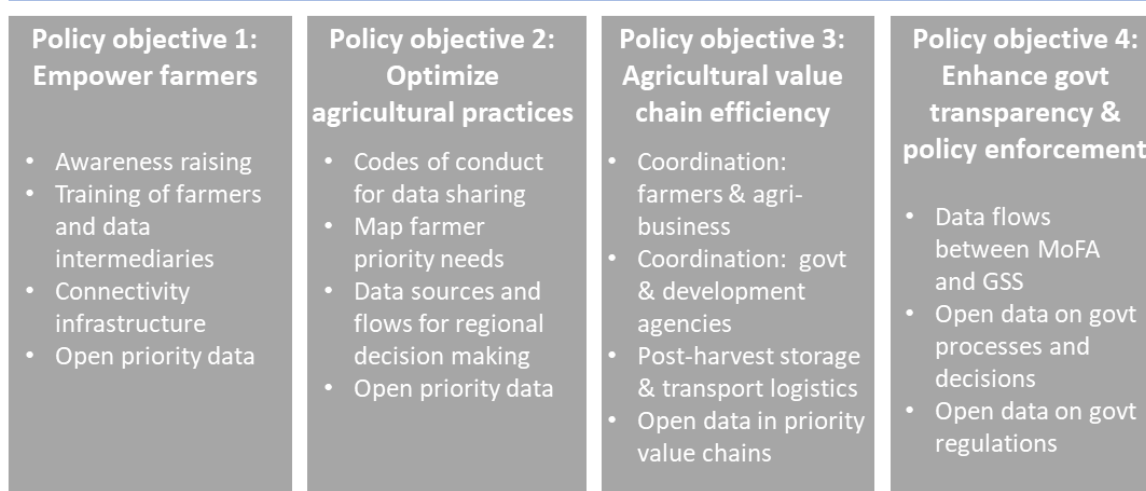 Policy objective 1:
Empower farmers
• Awareness raising
• Training of farmers
and data
intermediaries
• Connectivity
infrastructure
• Open priority data
Policy objective 2:
Optimize
agricultural practices
• Codes of conduct
for data sharing
• Map farmer
priority needs
• Data sources and
flows for regional
decision making
• Open priority data
Policy objective 3:
Agricultural value
chain efficiency
• Coordination:
farmers & agri-
business
• Coordination: govt
& development
agencies
• Post-harvest storage
& transport logistics
• Open data in priority
value chains
Policy objective 4:
Enhance govt
transparency &
policy enforcement
• Data flows
between MoFA
and GSS
• Open data on govt
processes and
decisions
• Open data on govt
regulations